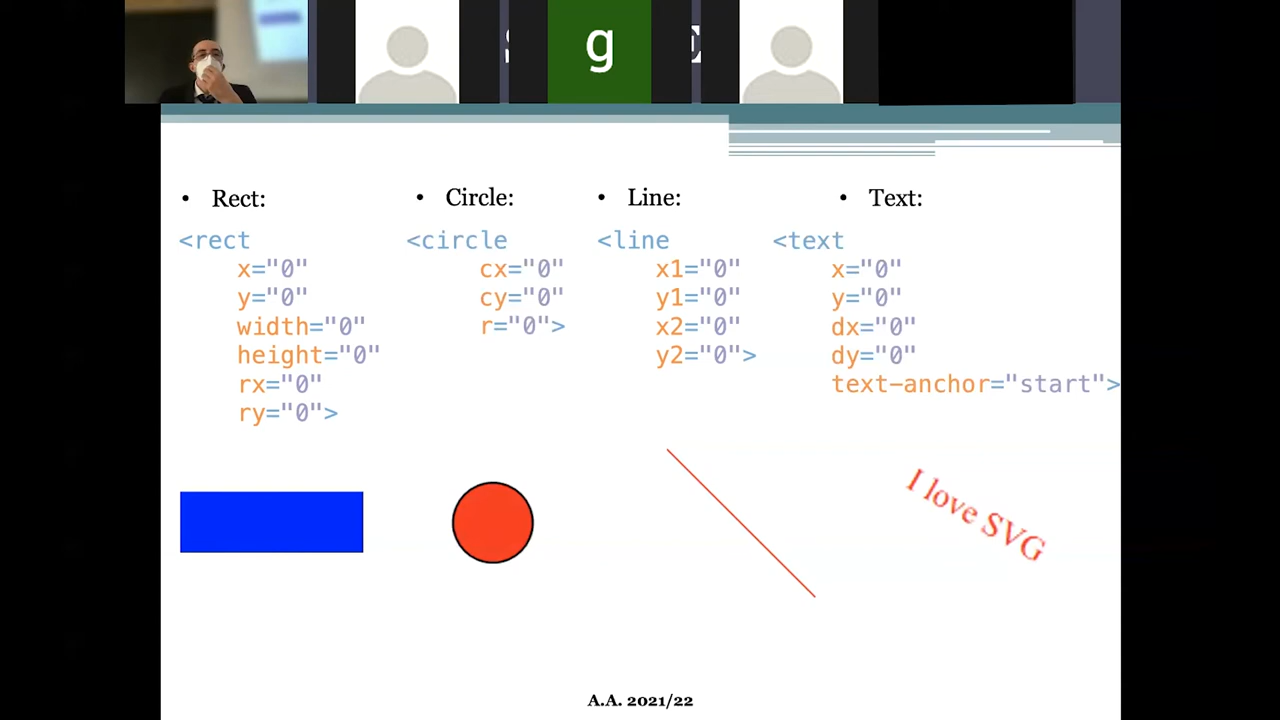 g
• Rect:
<rect
x="0"
y="0"
width="0"
height="0"
rx="0"
ry="0">
• Circle:
<circle
cx="0"
cy="0"
r="0">
• Line:
<line
x1="0"
y1="0"
x2="0"
y2="0">
• Text:
<text
x="0"
y="0"
dx="0"
dy="0"
text-anchor="start">
I love SVG
A.A. 2021/22